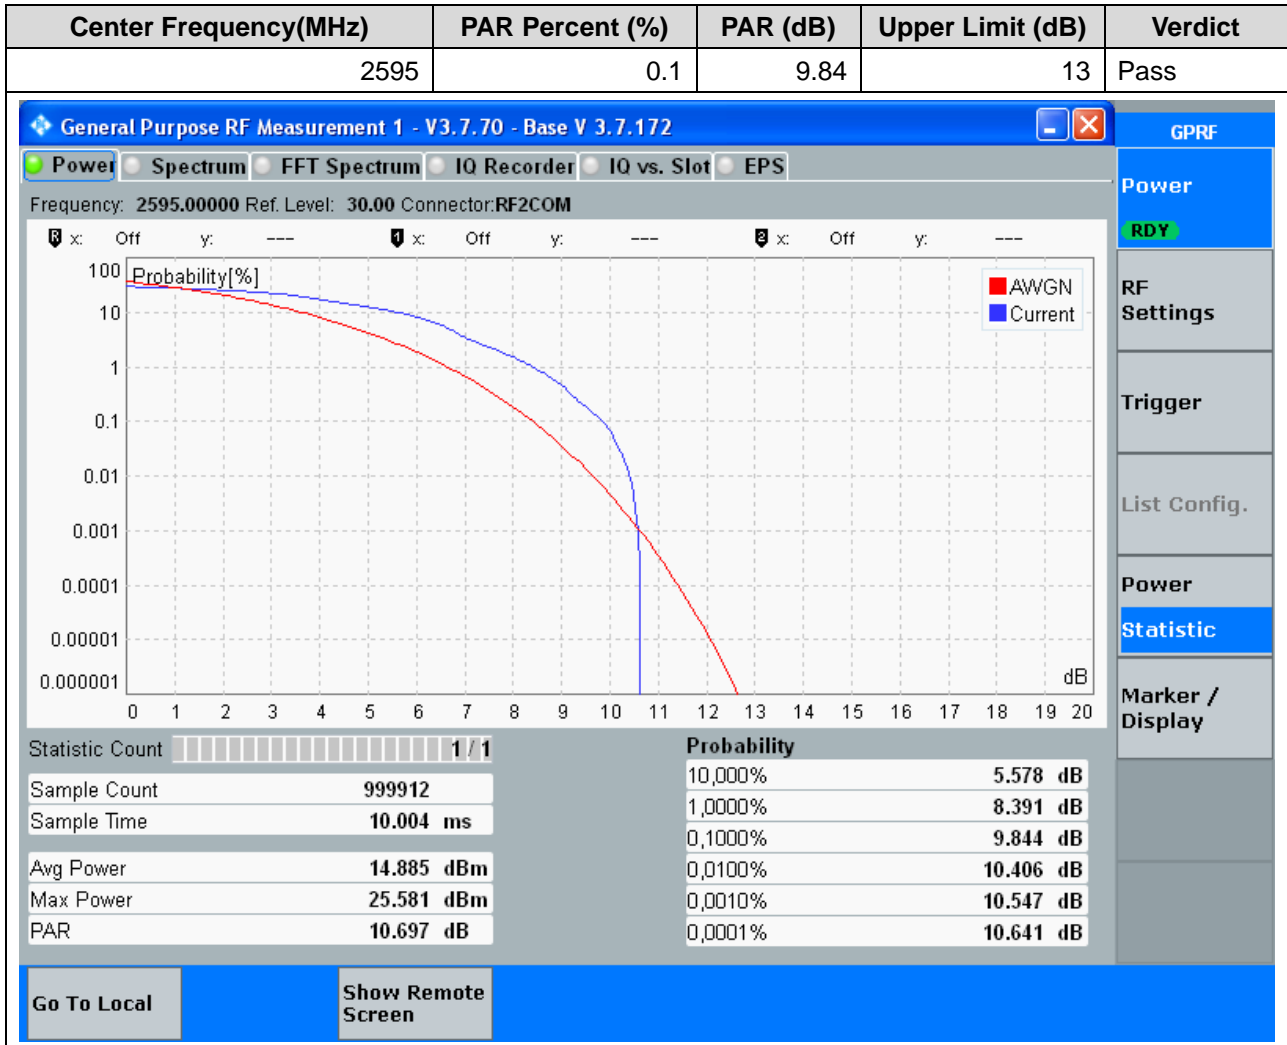 Center Frequency(MHz) PAR Percent (%) PAR (dB) Upper Limit (dB) Verdict
2595 0.1 9.84 13 Pass
General Purpose RF Measurement 1 - V3.7.70 - Base V 3.7.172
GPRF
Power Spectrum FFT Spectrum IQ Recorder IQ vs. Slot EPS
Frequency: 2595.00000 Ref. Level: 30.00 Connector:RF2COM
R x: Off y: --- 1 x: Off y: --- 2 x: Off y: ---
Probability[%]
AWGN
Current
100
10
1
0.1
0.01
0.001
0.0001
0.00001
0.000001
dB
0 1 2 3 4 5 6 7 8 9 10 11 12 13 14 15 16 17 18 19 20
Statistic Count 1 / 1
Sample Count 999912
Sample Time 10.004 ms
Avg Power 14.885 dBm
Max Power 25.581 dBm
PAR 10.697 dB
Probability
10,000% 5.578 dB
1,0000% 8.391 dB
0,1000% 9.844 dB
0,0100% 10.406 dB
0,0010% 10.547 dB
0,0001% 10.641 dB
Power
RDY
RF
Settings
Trigger
List Config.
Power
Statistic
Marker /
Display
Go To Local
Show Remote
Screen